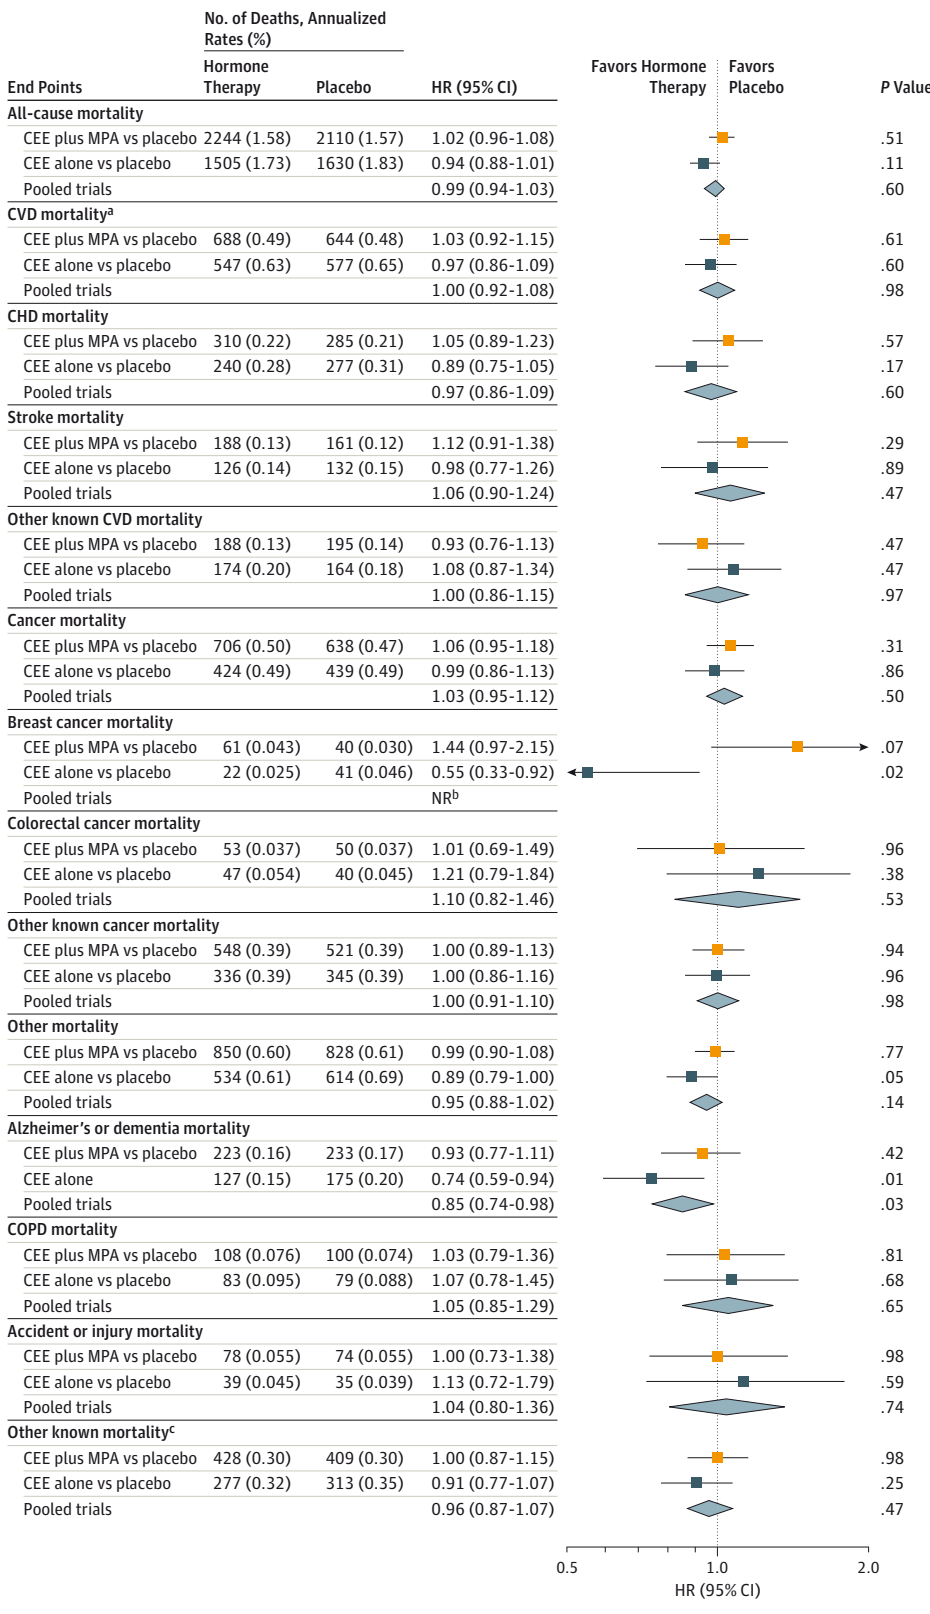 No. of Deaths, Annualized
Rates (%)
Favors Hormone Favors
Hormone
End Points Therapy Placebo HR (95% CI) Therapy Placebo P Value
All-cause mortality
CEE plus MPA vs placebo 2244 (1.58) 2110 (1.57) 1.02 (0.96-1.08) .51
CEE alone vs placebo 1505 (1.73) 1630 (1.83) 0.94 (0.88-1.01) .11
Pooled trials 0.99 (0.94-1.03) .60
CVD mortalityᵃ
CEE plus MPA vs placebo 688 (0.49) 644 (0.48) 1.03 (0.92-1.15) .61
CEE alone vs placebo 547 (0.63) 577 (0.65) 0.97 (0.86-1.09) .60
Pooled trials 1.00 (0.92-1.08) .98
CHD mortality
CEE plus MPA vs placebo 310 (0.22) 285 (0.21) 1.05 (0.89-1.23) .57
CEE alone vs placebo 240 (0.28) 277 (0.31) 0.89 (0.75-1.05) .17
Pooled trials 0.97 (0.86-1.09) .60
Stroke mortality
CEE plus MPA vs placebo 188 (0.13) 161 (0.12) 1.12 (0.91-1.38) .29
CEE alone vs placebo 126 (0.14) 132 (0.15) 0.98 (0.77-1.26) .89
Pooled trials 1.06 (0.90-1.24) .47
Other known CVD mortality
CEE plus MPA vs placebo 188 (0.13) 195 (0.14) 0.93 (0.76-1.13) .47
CEE alone vs placebo 174 (0.20) 164 (0.18) 1.08 (0.87-1.34) .47
Pooled trials 1.00 (0.86-1.15) .97
Cancer mortality
CEE plus MPA vs placebo 706 (0.50) 638 (0.47) 1.06 (0.95-1.18) .31
CEE alone vs placebo 424 (0.49) 439 (0.49) 0.99 (0.86-1.13) .86
Pooled trials 1.03 (0.95-1.12) .50
Breast cancer mortality
CEE plus MPA vs placebo 61 (0.043) 40 (0.030) 1.44 (0.97-2.15) .07
CEE alone vs placebo 22 (0.025) 41 (0.046) 0.55 (0.33-0.92) .02
Pooled trials NRᵇ
Colorectal cancer mortality
CEE plus MPA vs placebo 53 (0.037) 50 (0.037) 1.01 (0.69-1.49) .96
CEE alone vs placebo 47 (0.054) 40 (0.045) 1.21 (0.79-1.84) .38
Pooled trials 1.10 (0.82-1.46) .53
Other known cancer mortality
CEE plus MPA vs placebo 548 (0.39) 521 (0.39) 1.00 (0.89-1.13) .94
CEE alone vs placebo 336 (0.39) 345 (0.39) 1.00 (0.86-1.16) .96
Pooled trials 1.00 (0.91-1.10) .98
Other mortality
CEE plus MPA vs placebo 850 (0.60) 828 (0.61) 0.99 (0.90-1.08) .77
CEE alone vs placebo 534 (0.61) 614 (0.69) 0.89 (0.79-1.00) .05
Pooled trials 0.95 (0.88-1.02) .14
Alzheimer's or dementia mortality
CEE plus MPA vs placebo 223 (0.16) 233 (0.17) 0.93 (0.77-1.11) .42
CEE alone 127 (0.15) 175 (0.20) 0.74 (0.59-0.94) .01
Pooled trials 0.85 (0.74-0.98) .03
COPD mortality
CEE plus MPA vs placebo 108 (0.076) 100 (0.074) 1.03 (0.79-1.36) .81
CEE alone vs placebo 83 (0.095) 79 (0.088) 1.07 (0.78-1.45) .68
Pooled trials 1.05 (0.85-1.29) .65
Accident or injury mortality
CEE plus MPA vs placebo 78 (0.055) 74 (0.055) 1.00 (0.73-1.38) .98
CEE alone vs placebo 39 (0.045) 35 (0.039) 1.13 (0.72-1.79) .59
Pooled trials 1.04 (0.80-1.36) .74
Other known mortalityᶜ
CEE plus MPA vs placebo 428 (0.30) 409 (0.30) 1.00 (0.87-1.15) .98
CEE alone vs placebo 277 (0.32) 313 (0.35) 0.91 (0.77-1.07) .25
Pooled trials 0.96 (0.87-1.07) .47
0.5 1.0 2.0
HR (95% CI)